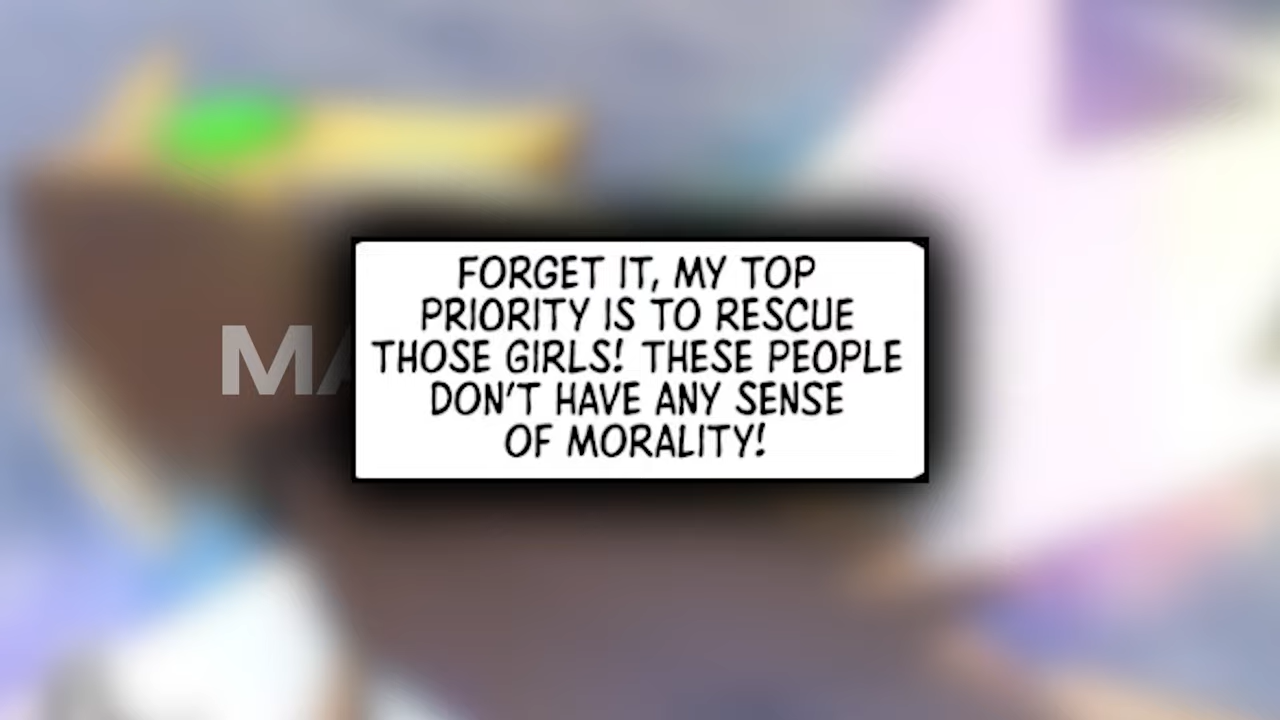 FORGET IT, MY TOP
PRIORITY IS TO RESCUE
THOSE GIRLS! THESE PEOPLE
DON'T HAVE ANY SENSE
OF MORALITY!